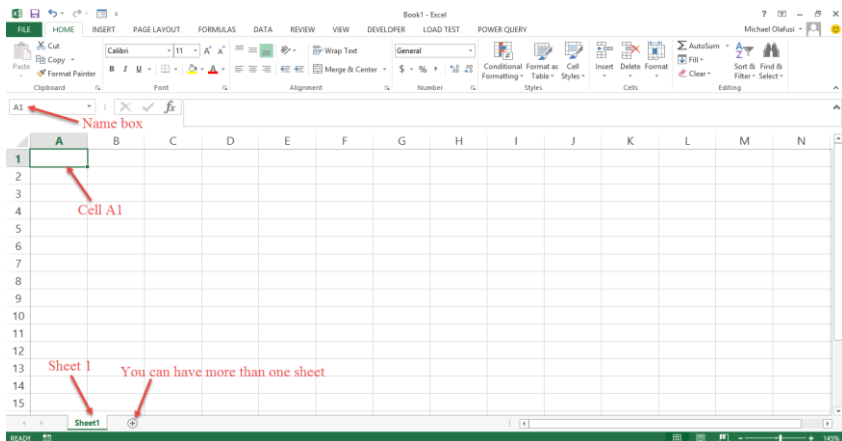 Book1 - Excel
FILE HOME INSERT PAGE LAYOUT FORMULAS DATA REVIEW VIEW DEVELOPER LOAD TEST POWER QUERY Michael Olafusi
Paste Cut Copy Format Painter
Calibri 11
B I U
Wrap Text
Merge & Center
General
$ % ,
Conditional Formatting Format as Table Cell Styles
Insert Delete Format
AutoSum Fill Clear
Sort & Filter Find & Select
Clipboard Font Alignment Number Styles Cells Editing
A1 fx
Name box
A B C D E F G H I J K L M N
1
2
3
4
Cell A1
5
6
7
8
9
10
11
12
13
Sheet 1
You can have more than one sheet
14
15
Sheet1
READY 145%